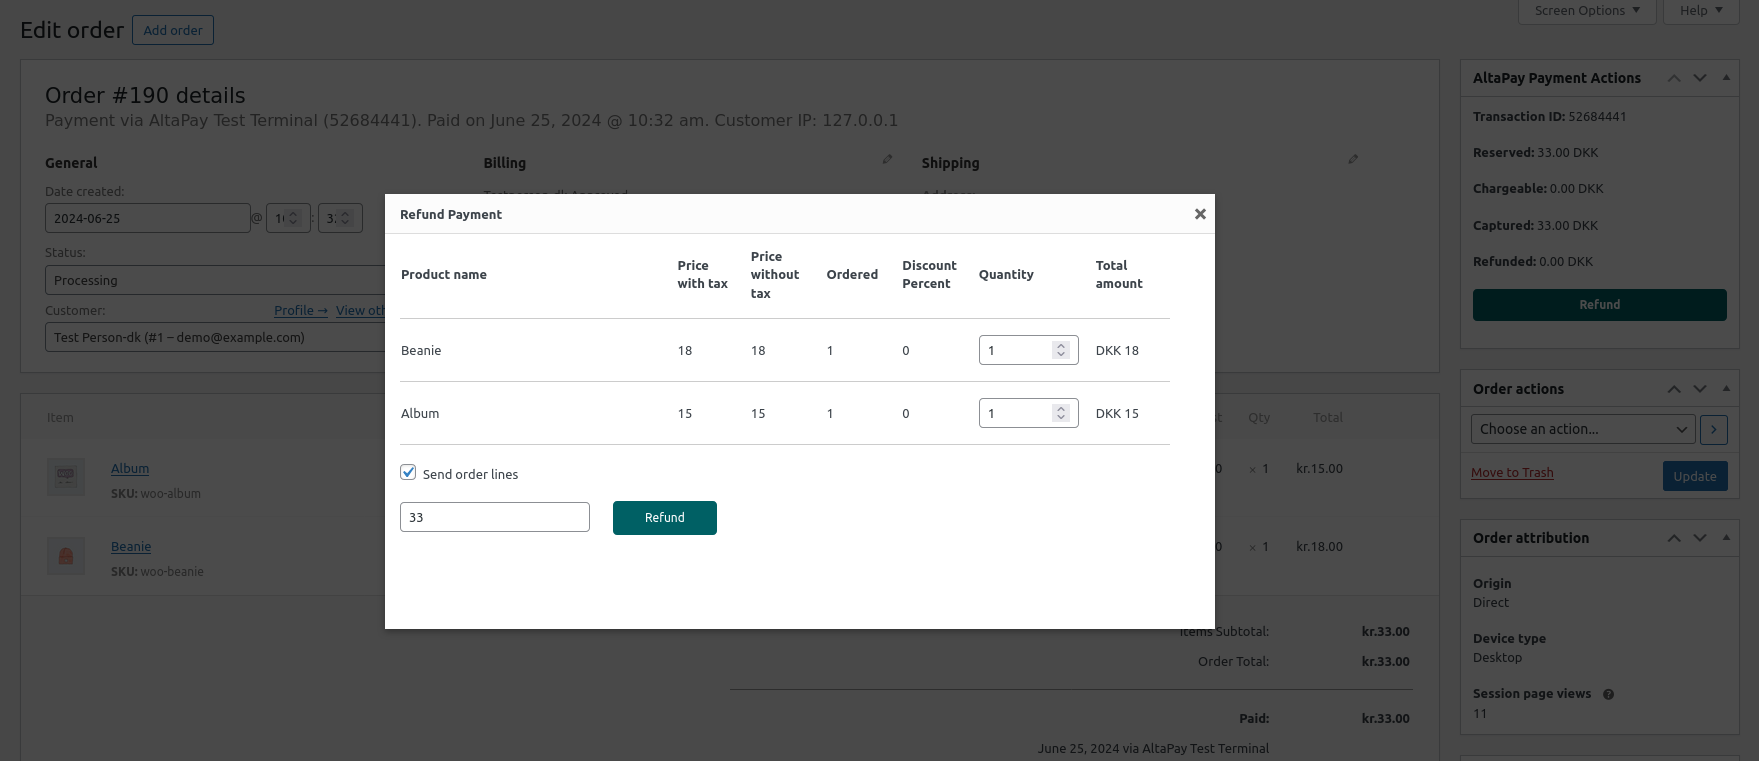 Screen Options
Help
Edit order
Add order
Order #190 details
Payment via AltaPay Test Terminal (52684441). Paid on June 25, 2024 @ 10:32 am. Customer IP: 127.0.0.1
General
Billing
Shipping
Date created:
2024-06-25
@
:
Status:
Processing
Customer:
Profile →
View
Test Person-dk (#1 – demo@example.com)
Refund Payment
Product name
Price with tax
Price without tax
Ordered
Discount Percent
Quantity
Total amount
Beanie 18 18 1 0 1 DKK 18
Album 15 15 1 0 1 DKK 15
Send order lines
33
Refund
Item
Qty
Total
Album
× 1
kr.15.00
SKU: woo-album
Beanie
× 1
kr.18.00
SKU: woo-beanie
Items Subtotal: kr.33.00
Order Total: kr.33.00
Paid: kr.33.00
June 25, 2024 via AltaPay Test Terminal
AltaPay Payment Actions
Transaction ID: 52684441
Reserved: 33.00 DKK
Chargeable: 0.00 DKK
Captured: 33.00 DKK
Refunded: 0.00 DKK
Refund
Order actions
Choose an action...
Move to Trash
Update
Order attribution
Origin
Direct
Device type
Desktop
Session page views
11